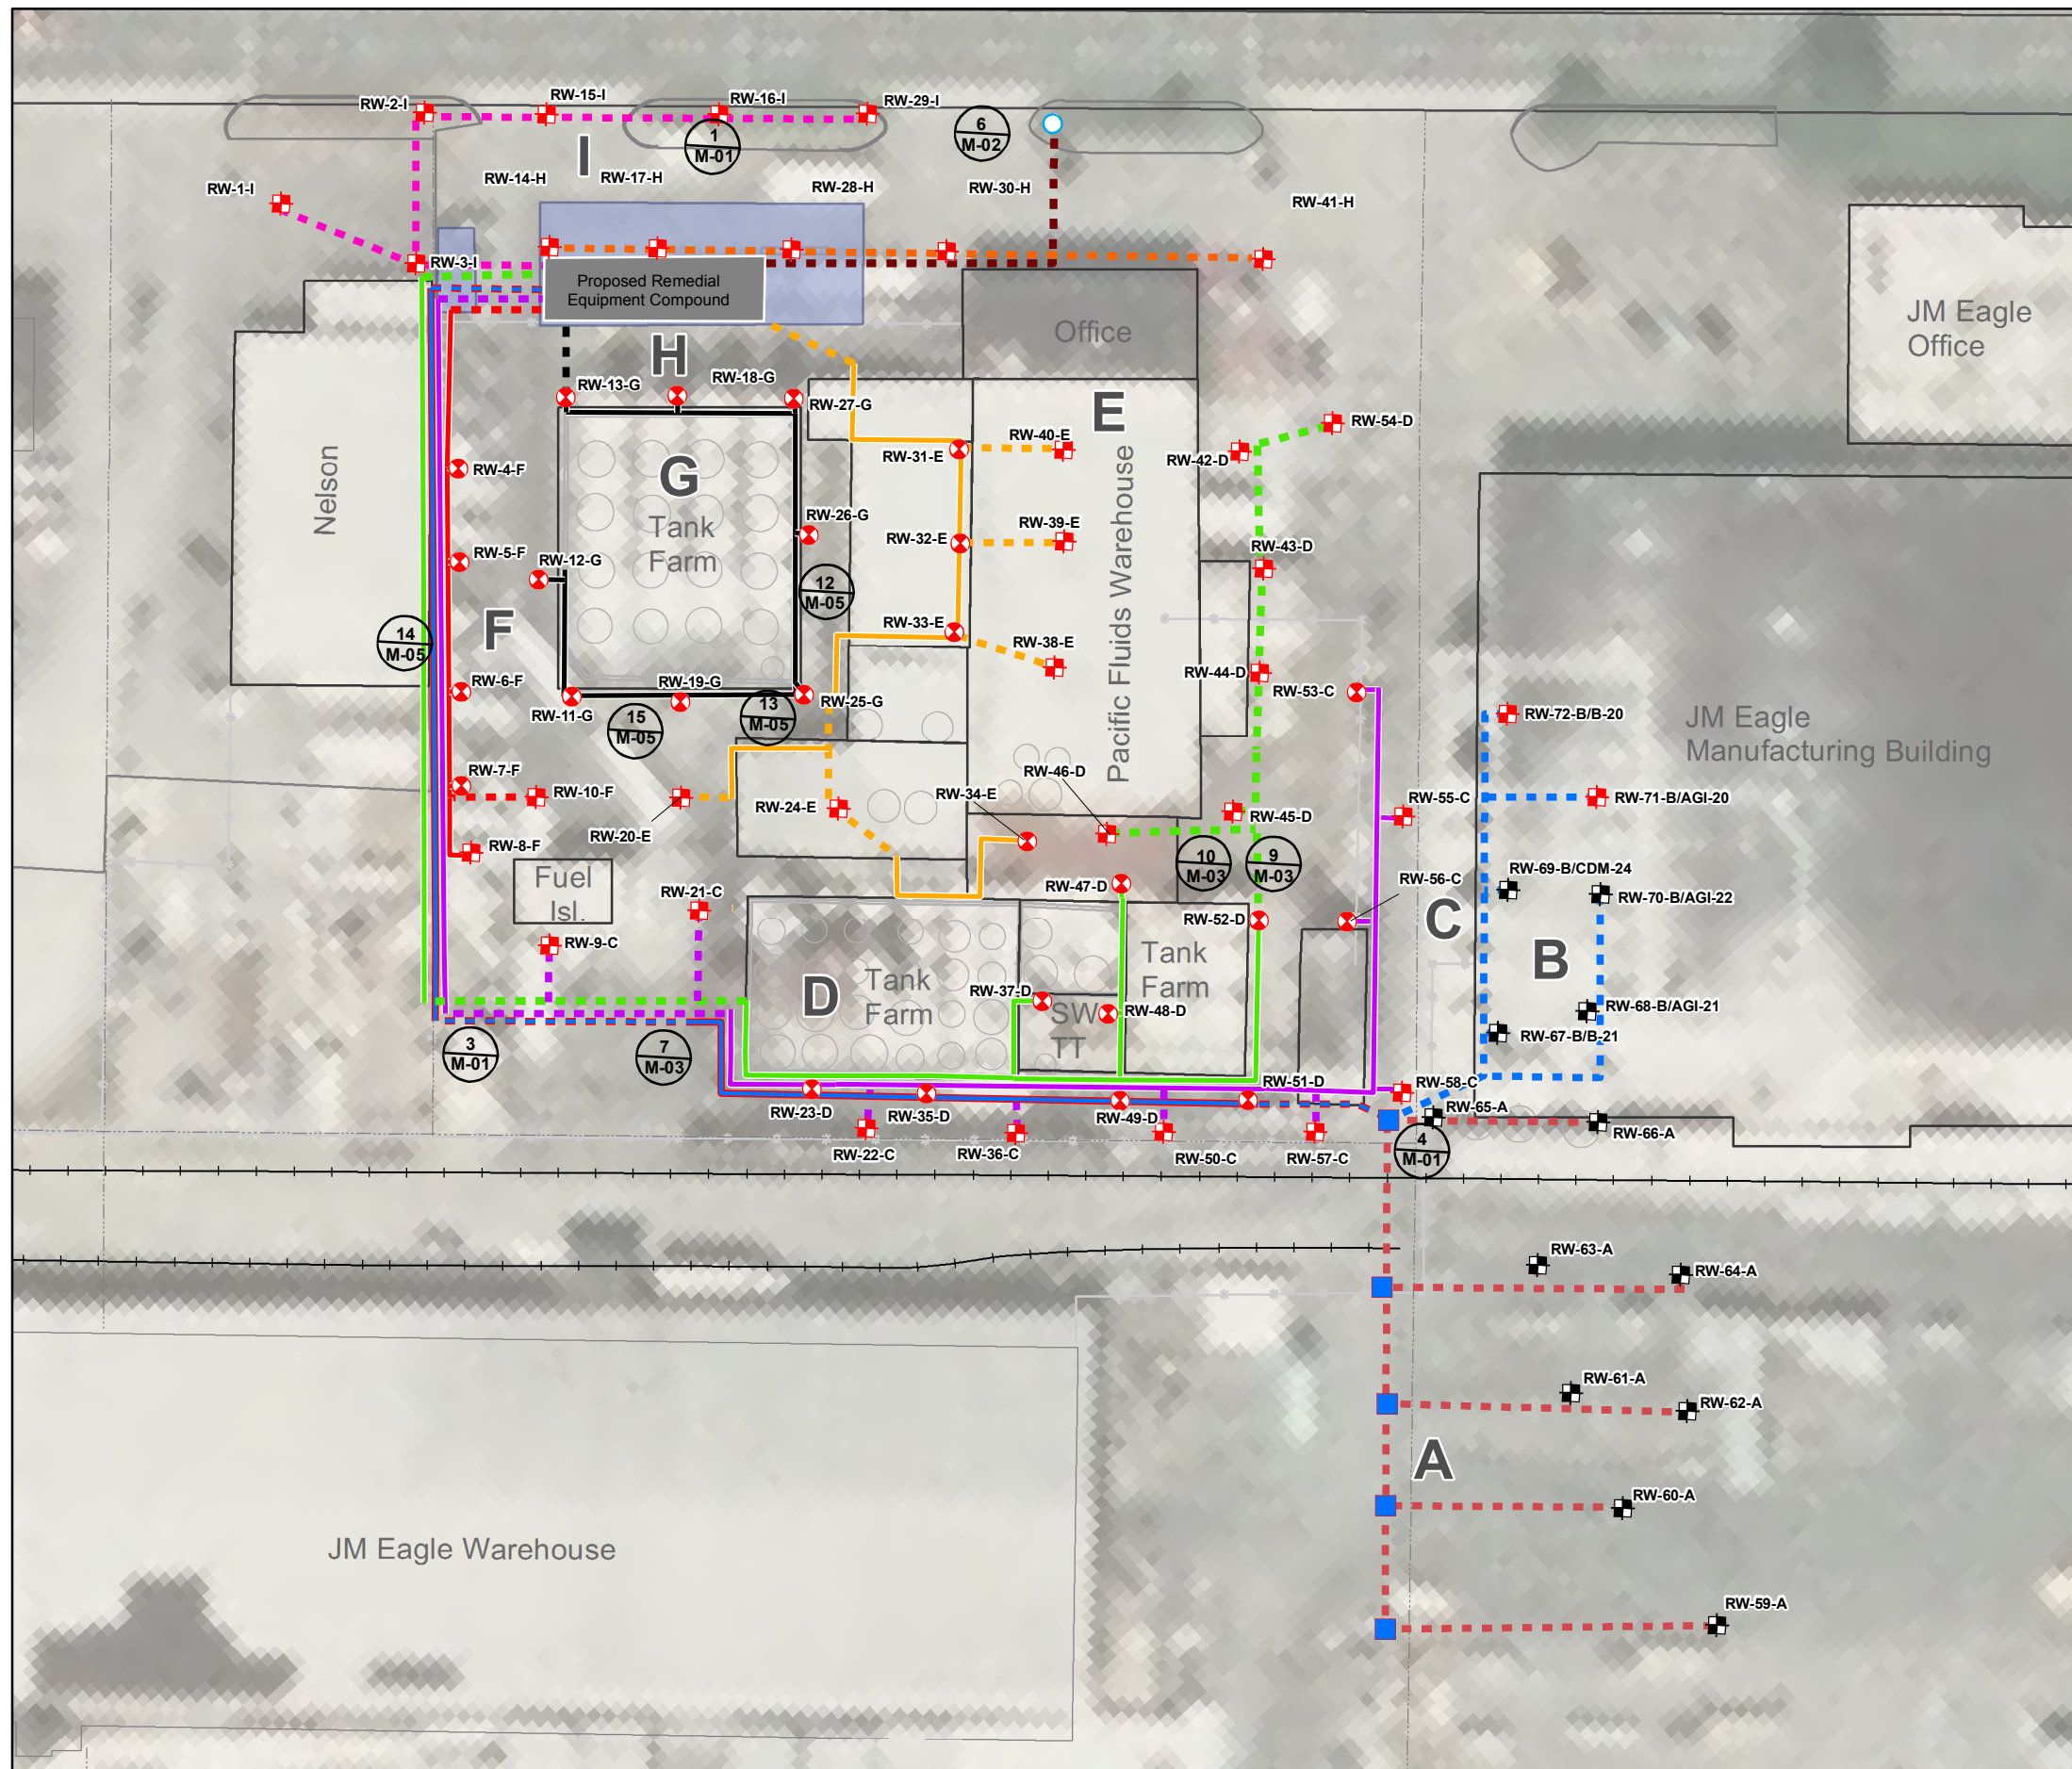 RW-2-I
RW-15-I
RW-16-I
RW-29-I
1
M-01
6
M-02
I
RW-1-I
RW-14-H
RW-17-H
RW-28-H
RW-30-H
RW-41-H
RW-3-I
Proposed Remedial
Equipment Compound
Office
JM Eagle
Office
H
RW-13-G
RW-18-G
RW-27-G
E
RW-40-E
RW-31-E
RW-42-D
RW-54-D
Nelson
RW-4-F
G
Tank
Farm
RW-26-G
RW-32-E
RW-39-E
Pacific Fluids Warehouse
RW-43-D
RW-5-F
RW-12-G
12
M-05
14
M-05
F
RW-33-E
RW-38-E
RW-44-D
RW-53-C
RW-6-F
RW-19-G
RW-11-G
15
M-05
13
M-05
RW-25-G
RW-72-B/B-20
JM Eagle
Manufacturing Building
RW-7-F
RW-10-F
RW-20-E
RW-24-E
RW-34-E
RW-46-D
RW-45-D
RW-55-C
RW-71-B/AGI-20
RW-8-F
10
M-03
9
M-03
Fuel
Isl.
RW-21-C
RW-47-D
RW-52-D
RW-56-C
C
RW-69-B/CDM-24
RW-70-B/AGI-22
RW-9-C
D
Tank
Farm
Tank
Farm
B
RW-37-D
SW
TT
RW-48-D
RW-68-B/AGI-21
RW-67-B/B-21
3
M-01
7
M-03
RW-51-D
RW-58-C
RW-23-D
RW-35-D
RW-49-D
RW-65-A
RW-66-A
4
M-01
RW-22-C
RW-36-C
RW-50-C
RW-57-C
RW-63-A
RW-64-A
RW-61-A
RW-62-A
A
RW-60-A
JM Eagle Warehouse
RW-59-A